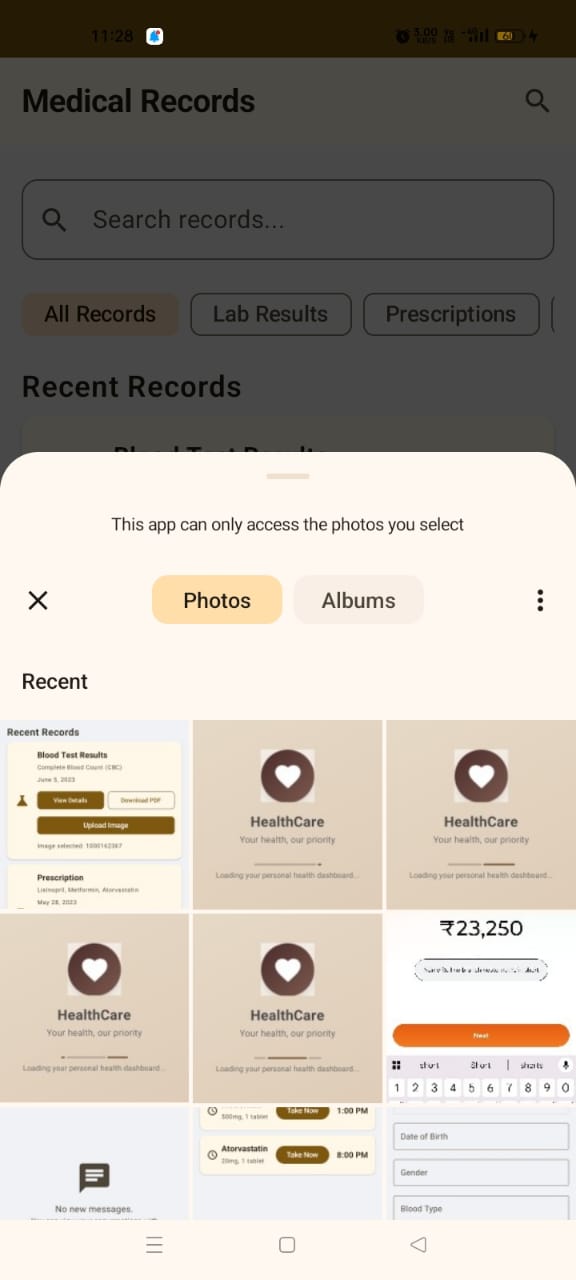 11:28
3.00
KB/S
4G
60
Medical Records
Search records...
All Records
Lab Results
Prescriptions
Recent Records
Blood Test Results
This app can only access the photos you select
Photos
Albums
Recent
Recent Records
Blood Test Results
Complete Blood Count (CBC)
June 5, 2023
View Details
Download PDF
Upload Image
Image selected: 1000142367
Prescription
Lisinopril, Metformin, Atorvastatin
May 28, 2023
HealthCare
Your health, our priority
Loading your personal health dashboard...
HealthCare
Your health, our priority
Loading your personal health dashboard...
HealthCare
Your health, our priority
Loading your personal health dashboard...
HealthCare
Your health, our priority
Loading your personal health dashboard...
₹23,250
Next
short
Short
shorts
1 2 3 4 5 6 7 8 9 0
No new messages.
500mg, 1 tablet
Take Now
1:00 PM
Atorvastatin
20mg, 1 tablet
Take Now
8:00 PM
Date of Birth
Gender
Blood Type